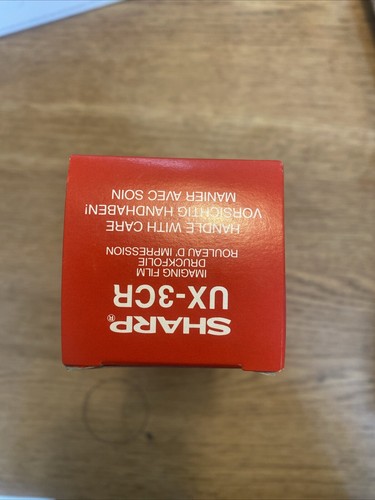 SHARP®
UX-3CR
IMAGING FILM
DRUCKFOLIE
ROULEAU D' IMPRESSION
HANDLE WITH CARE
VORSICHTIG HANDHABEN!
MANIER AVEC SOIN